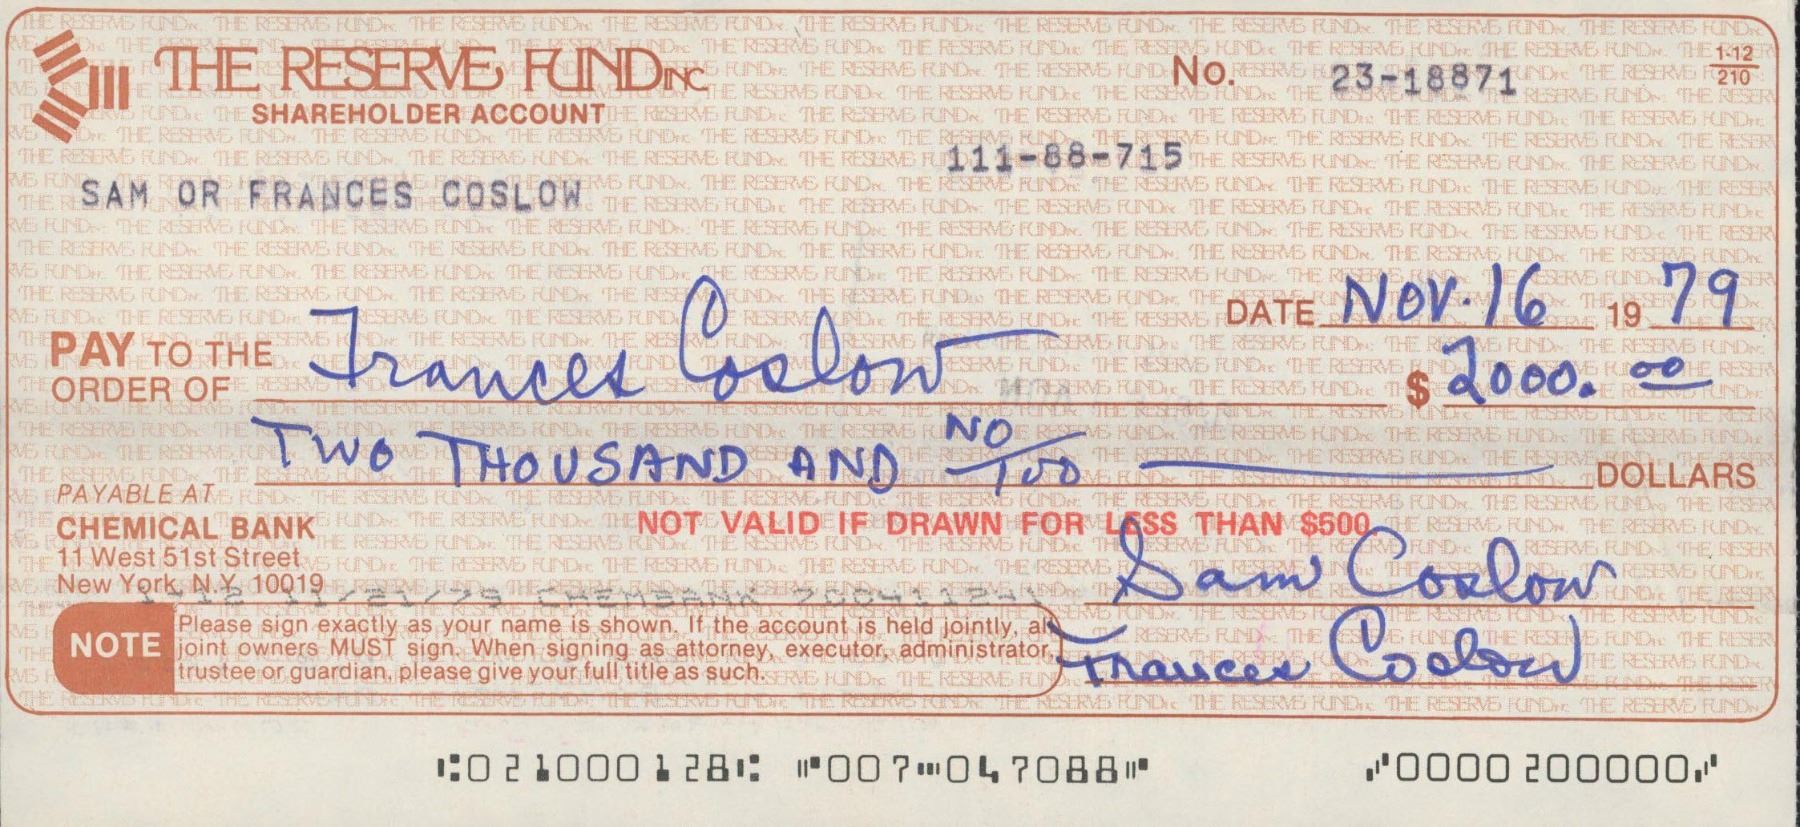 THE RESERVE FUND INC
SHAREHOLDER ACCOUNT
No. 23-18871
1-12
210
111-88-715
SAM OR FRANCES COSLOW
DATE NOV. 16 19 79
PAY TO THE
ORDER OF Frances Coslow $ 2000. 00
TWO THOUSAND AND NO/100 DOLLARS
PAYABLE AT
CHEMICAL BANK
11 West 51st Street
New York, N.Y. 10019
NOT VALID IF DRAWN FOR LESS THAN $500
Sam Coslow
Frances Coslow
NOTE Please sign exactly as your name is shown. If the account is held jointly, all
joint owners MUST sign. When signing as attorney, executor, administrator,
trustee or guardian, please give your full title as such.
⑆021000128⑆ ⑈007⑉047088⑈ ⑇0000200000⑇